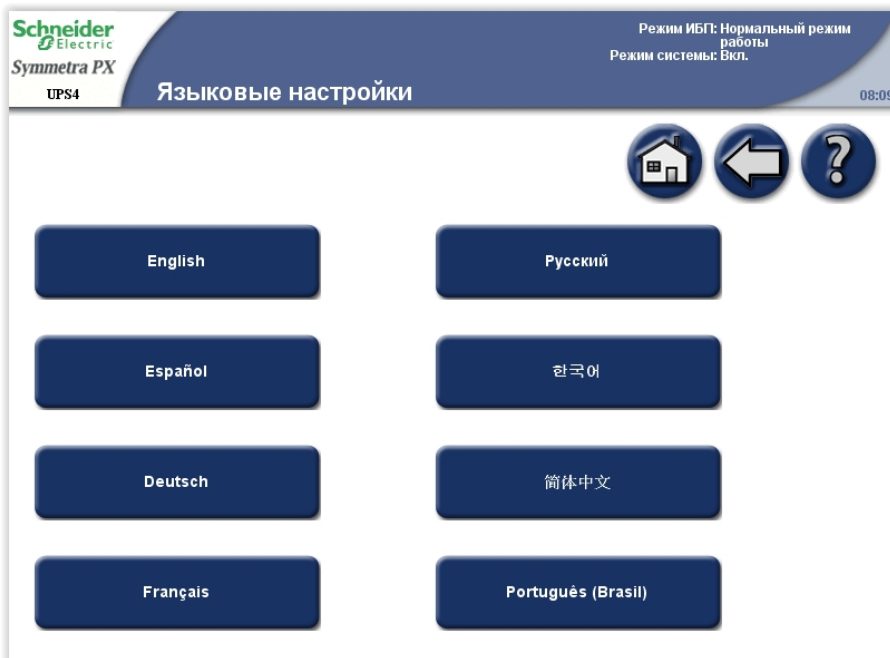 Schneider
Electric
Symmetra PX
UPS4
Языковые настройки
Режим ИБП: Нормальный режим
работы
Режим системы: Вкл.
08:09
?
English
Русский
Español
한국어
Deutsch
简体中文
Français
Português (Brasil)